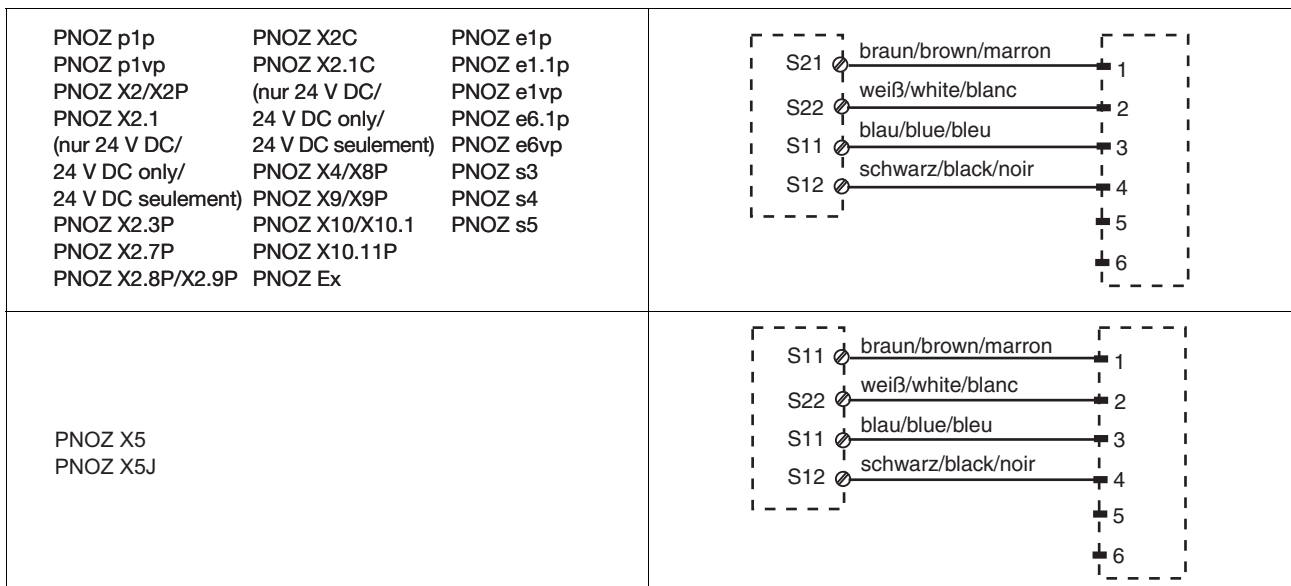 PNOZ p1p
PNOZ p1vp
PNOZ X2/X2P
PNOZ X2.1
(nur 24 V DC/
24 V DC only/
24 V DC seulement)
PNOZ X2.3P
PNOZ X2.7P
PNOZ X2.8P/X2.9P
PNOZ X2C
PNOZ X2.1C
(nur 24 V DC/
24 V DC only/
24 V DC seulement)
PNOZ X4/X8P
PNOZ X9/X9P
PNOZ X10/X10.1
PNOZ X10.11P
PNOZ Ex
PNOZ e1p
PNOZ e1.1p
PNOZ e1vp
PNOZ e6.1p
PNOZ e6vp
PNOZ s3
PNOZ s4
PNOZ s5
S21 braun/brown/marron 1
S22 weiß/white/blanc 2
S11 blau/blue/bleu 3
S12 schwarz/black/noir 4
5
6
PNOZ X5
PNOZ X5J
S11 braun/brown/marron 1
S22 weiß/white/blanc 2
S11 blau/blue/bleu 3
S12 schwarz/black/noir 4
5
6